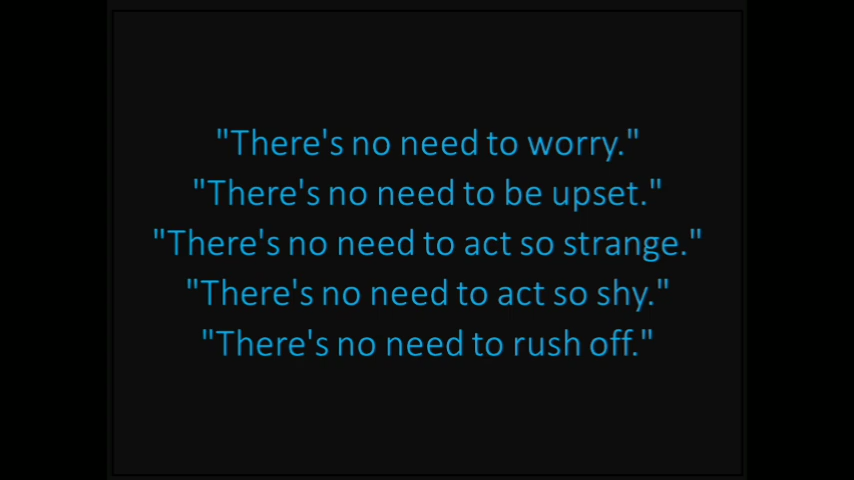 "There's no need to worry."
"There's no need to be upset."
"There's no need to act so strange."
"There's no need to act so shy."
"There's no need to rush off."